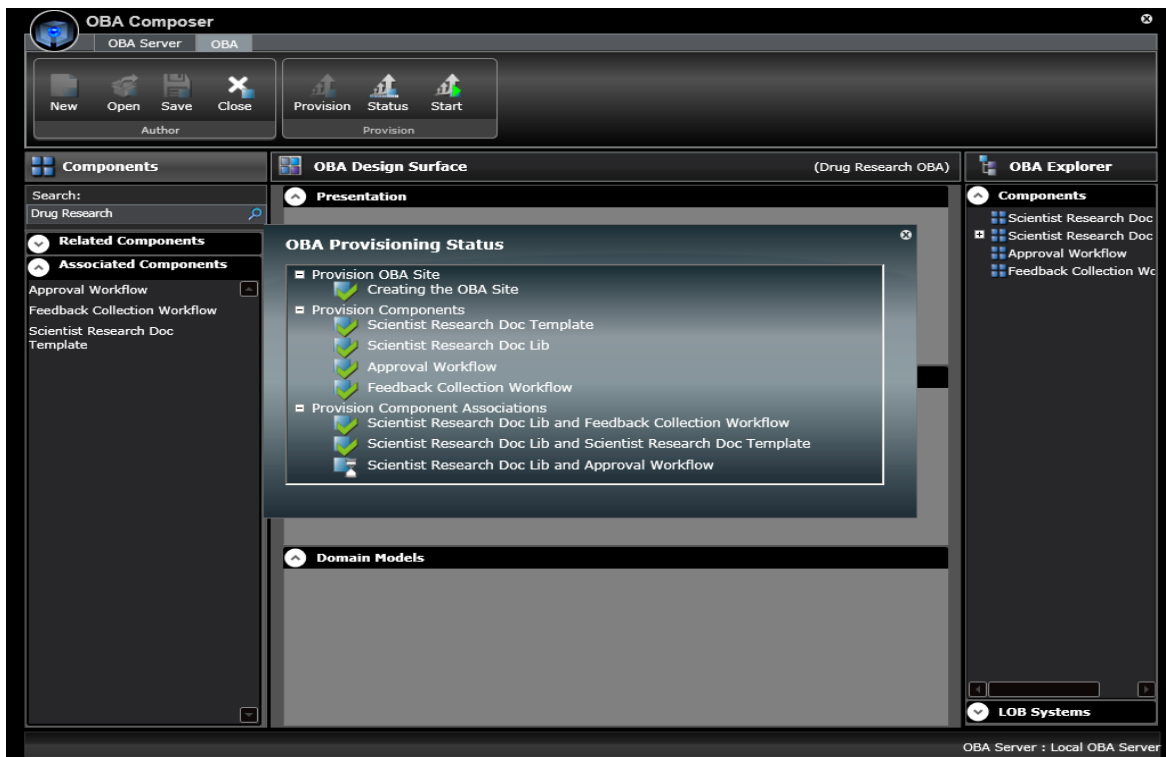 OBA Composer
OBA Server OBA
New Open Save Close
Author
Provision Status Start
Provision
Components
Search:
Drug Research
Related Components
Associated Components
Approval Workflow
Feedback Collection Workflow
Scientist Research Doc
Template
OBA Design Surface (Drug Research OBA)
Presentation
OBA Provisioning Status
Provision OBA Site
Creating the OBA Site
Provision Components
Scientist Research Doc Template
Scientist Research Doc Lib
Approval Workflow
Feedback Collection Workflow
Provision Component Associations
Scientist Research Doc Lib and Feedback Collection Workflow
Scientist Research Doc Lib and Scientist Research Doc Template
Scientist Research Doc Lib and Approval Workflow
Domain Models
OBA Explorer
Components
Scientist Research Doc
Scientist Research Doc
Approval Workflow
Feedback Collection Wc
LOB Systems
OBA Server : Local OBA Server